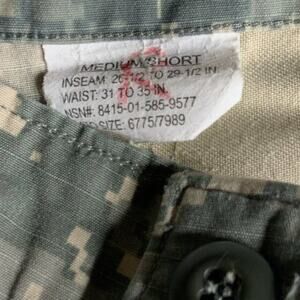 MEDIUM/SHORT
INSEAM: 26-1/2 TO 29-1/2 IN
WAIST: 31 TO 35 IN
NSN#: 8415-01-585-9577
SIZE: 6775/7989